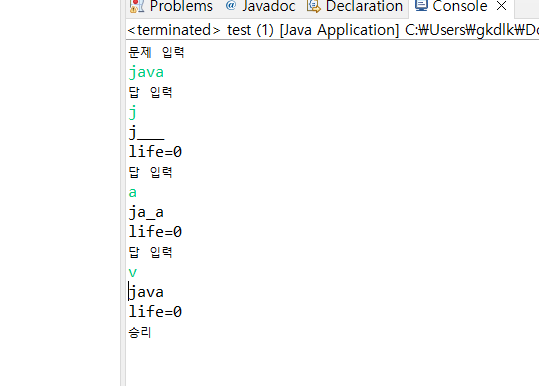 Problems @ Javadoc Declaration Console
<terminated> test (1) [Java Application] C:₩Users₩gkdlk₩Do
문제 입력
java
답 입력
j
j___
life=0
답 입력
a
ja_a
life=0
답 입력
v
java
life=0
승리